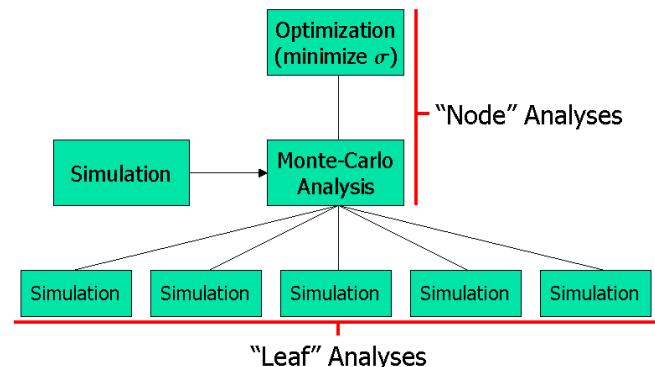 Optimization
(minimize σ)
“Node” Analyses
Simulation
Monte-Carlo
Analysis
Simulation
Simulation
Simulation
Simulation
Simulation
“Leaf” Analyses